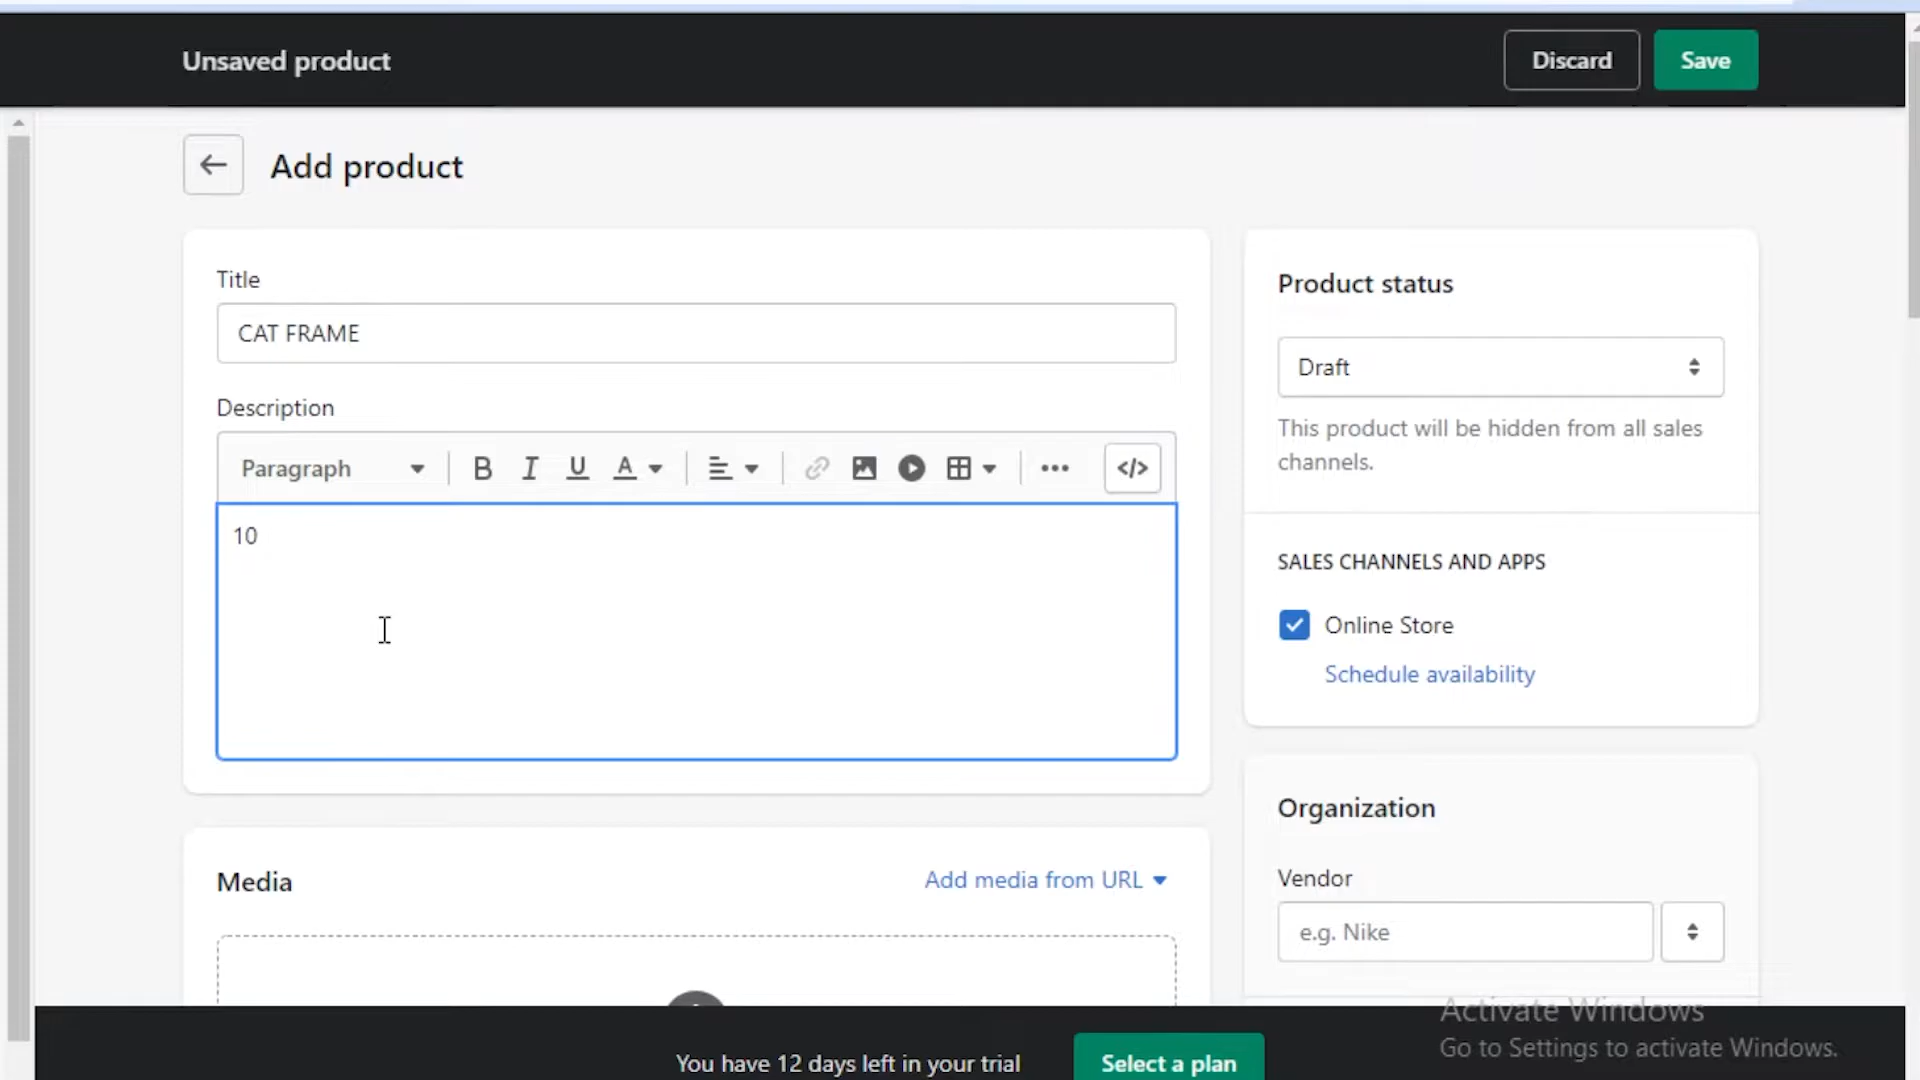 Unsaved product
Discard
Save
Add product
Title
CAT FRAME
Description
Paragraph
B I U A
</>
10
Media
Add media from URL
Product status
Draft
This product will be hidden from all sales
channels.
SALES CHANNELS AND APPS
Online Store
Schedule availability
Organization
Vendor
e.g. Nike
Activate Windows
Go to Settings to activate Windows.
You have 12 days left in your trial
Select a plan